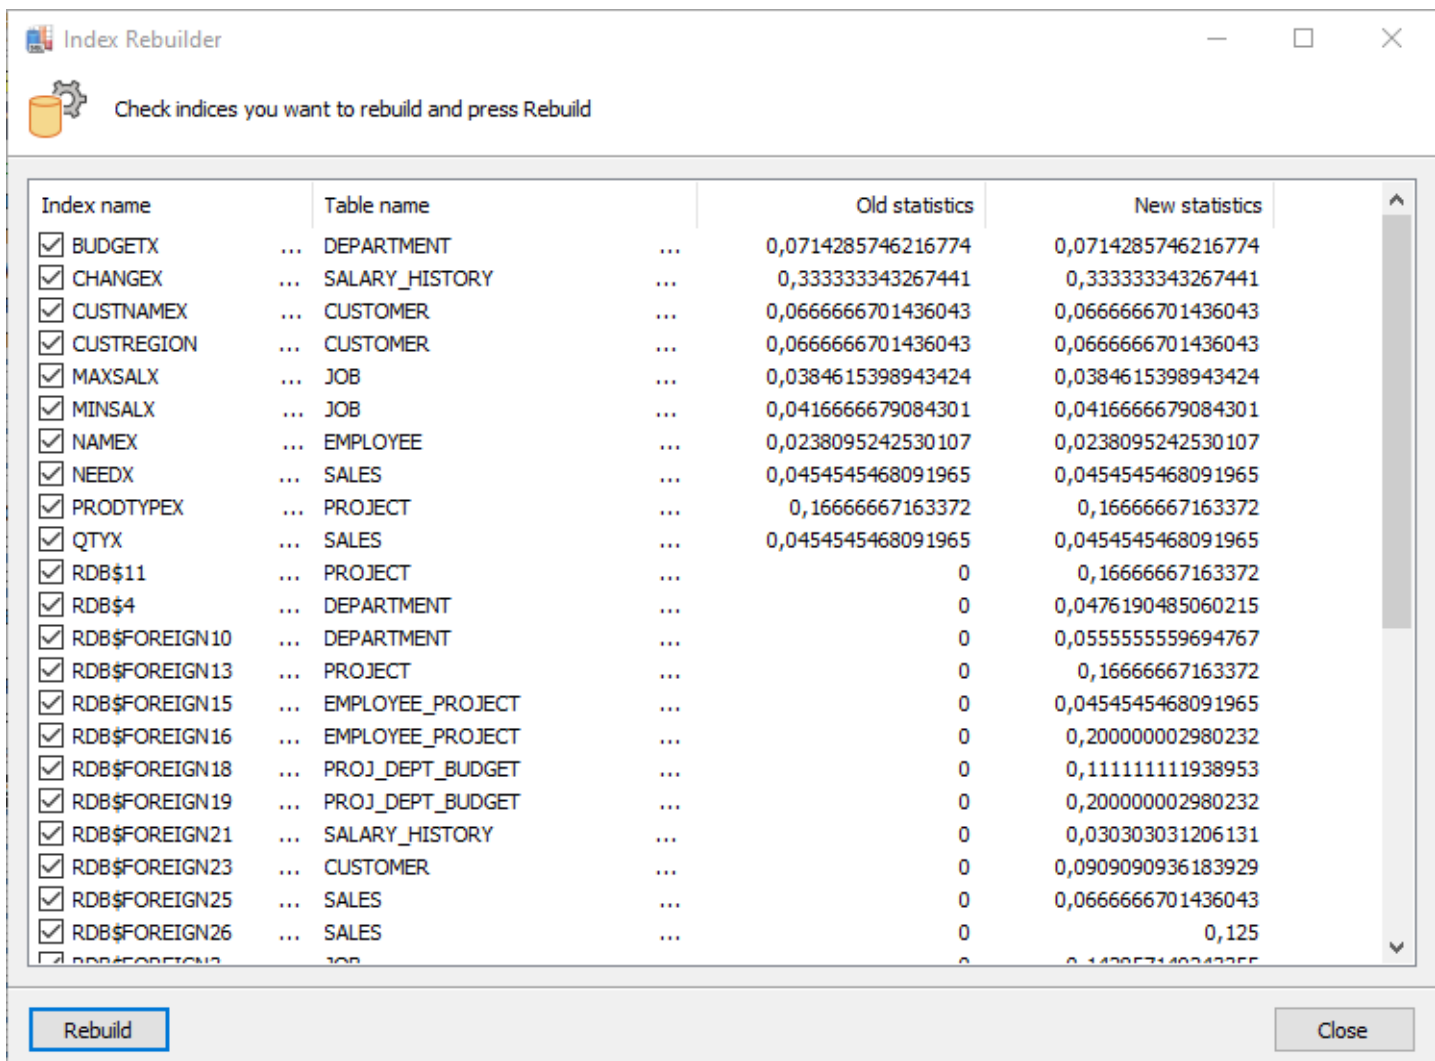 Index Rebuilder
Check indices you want to rebuild and press Rebuild
Index name Table name Old statistics New statistics
BUDGETX ... DEPARTMENT ... 0,0714285746216774 0,0714285746216774
CHANGEX ... SALARY_HISTORY ... 0,333333343267441 0,333333343267441
CUSTNAMEX ... CUSTOMER ... 0,0666666701436043 0,0666666701436043
CUSTREGION ... CUSTOMER ... 0,0666666701436043 0,0666666701436043
MAXSALX ... JOB ... 0,0384615398943424 0,0384615398943424
MINSALX ... JOB ... 0,0416666679084301 0,0416666679084301
NAMEX ... EMPLOYEE ... 0,0238095242530107 0,0238095242530107
NEEDX ... SALES ... 0,0454545468091965 0,0454545468091965
PRODTYPEX ... PROJECT ... 0,16666667163372 0,16666667163372
QTYX ... SALES ... 0,0454545468091965 0,0454545468091965
RDB$11 ... PROJECT ... 0 0,16666667163372
RDB$4 ... DEPARTMENT ... 0 0,0476190485060215
RDB$FOREIGN10 ... DEPARTMENT ... 0 0,0555555559694767
RDB$FOREIGN13 ... PROJECT ... 0 0,16666667163372
RDB$FOREIGN15 ... EMPLOYEE_PROJECT ... 0 0,0454545468091965
RDB$FOREIGN16 ... EMPLOYEE_PROJECT ... 0 0,200000002980232
RDB$FOREIGN18 ... PROJ_DEPT_BUDGET ... 0 0,111111111938953
RDB$FOREIGN19 ... PROJ_DEPT_BUDGET ... 0 0,200000002980232
RDB$FOREIGN21 ... SALARY_HISTORY ... 0 0,030303031206131
RDB$FOREIGN23 ... CUSTOMER ... 0 0,0909090936183929
RDB$FOREIGN25 ... SALES ... 0 0,0666666701436043
RDB$FOREIGN26 ... SALES ... 0 0,125
Rebuild Close